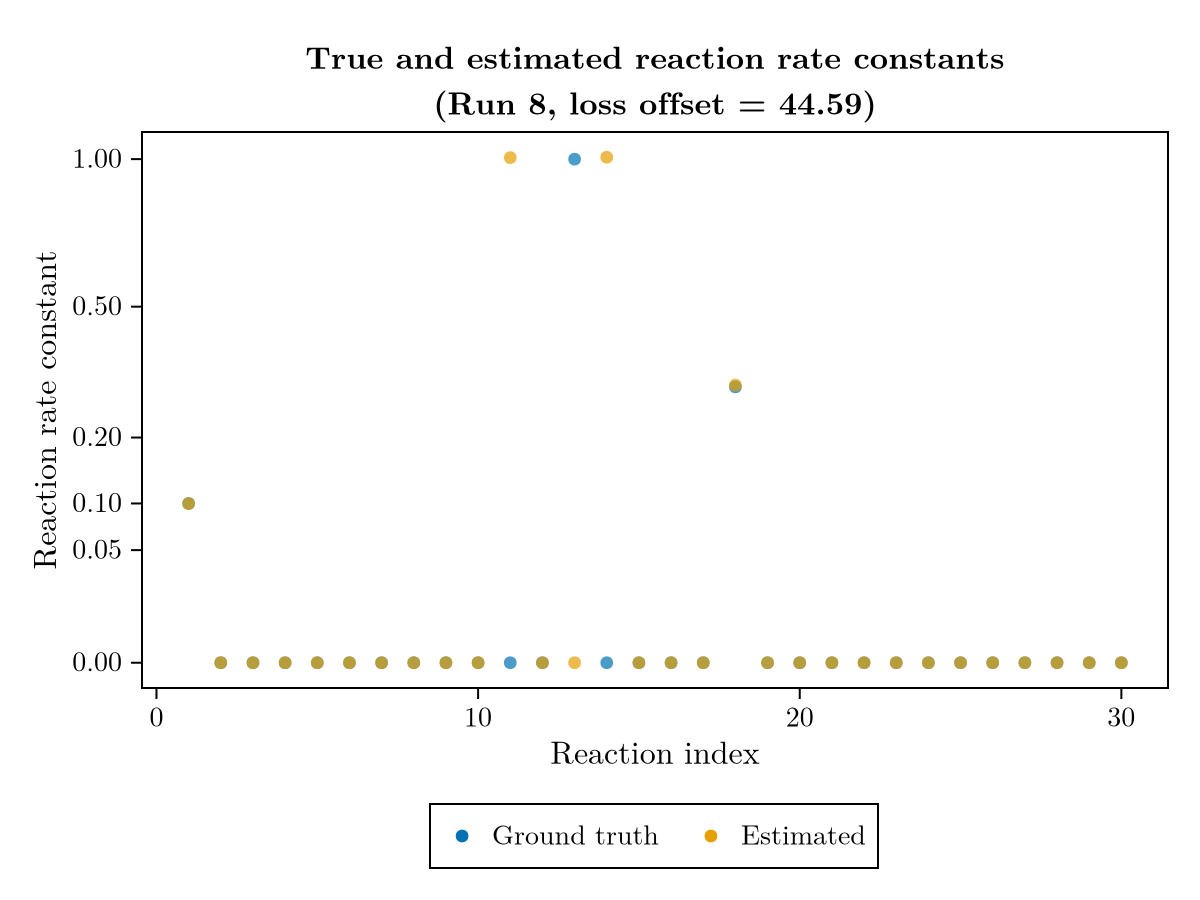 True and estimated reaction rate constants
(Run 8, loss offset = 44.59)
1.00
0.50
0.20
0.10
0.05
0.00
Reaction rate constant
0 10 20 30
Reaction index
Ground truth Estimated